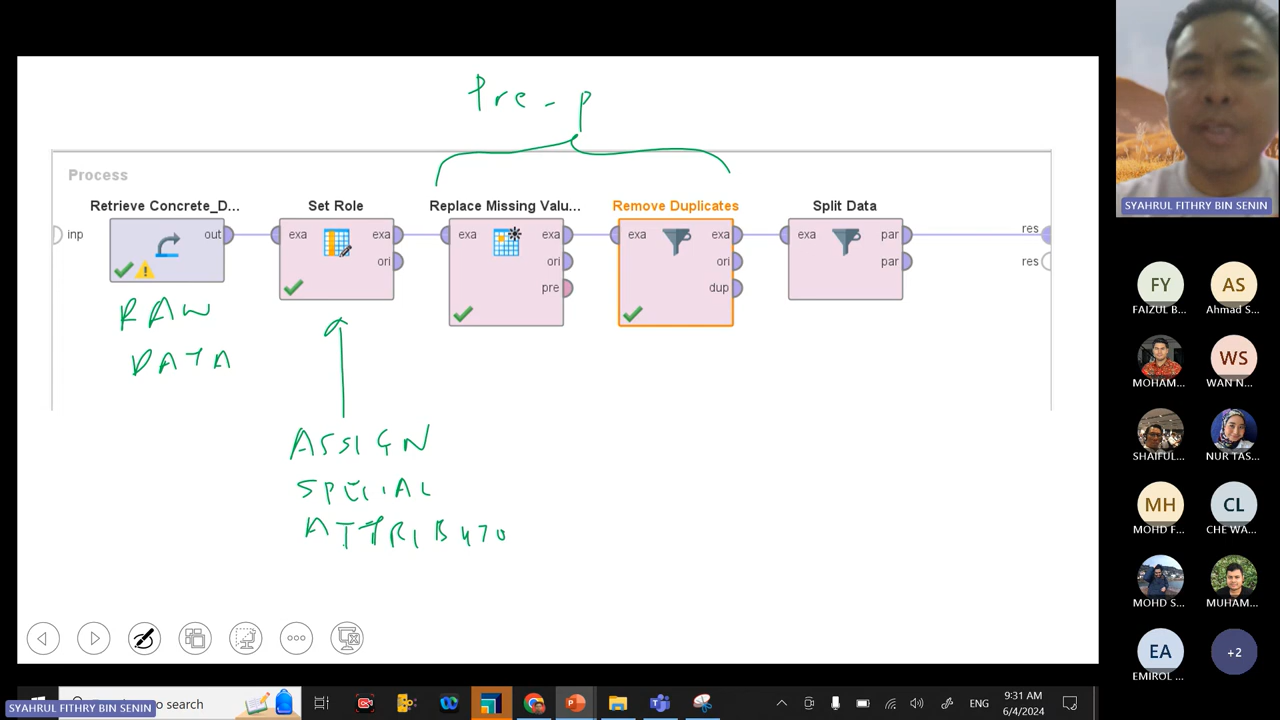 Pre-p
Process
Retrieve Concrete_D...
Set Role
Replace Missing Valu...
Remove Duplicates
Split Data
inp
out
exa
exa
ori
exa
exa
ori
pre
exa
exa
ori
dup
exa
par
par
res
res
RAW
DATA
ASSIGN
SPECIAL
SYAHRUL FITHRY BIN SENIN
FY
AS
FAIZUL B...
Ahmad S...
WS
MOHAM...
WAN N...
SHAIFUL...
NUR TAS...
MH
CL
MOHD F...
CHE WA...
MOHD S...
MUHAM...
EA
+2
EMIROL ...
SYAHRUL FITHRY BIN SENIN
search
ENG
9:31 AM
6/4/2024